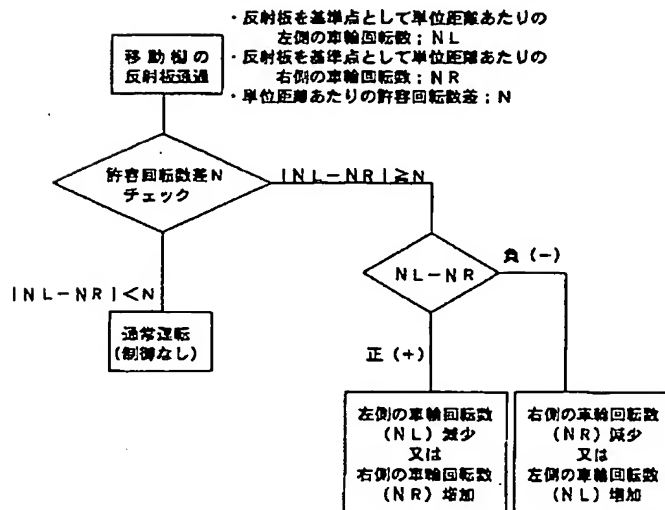 ・反射板を基準点として単位距離あたりの
左側の車輪回転数；NL
・反射板を基準点として単位距離あたりの
右側の車輪回転数；NR
・単位距離あたりの許容回転数差；N
移動棚の
反射板通過
許容回転数差N
チェック
|NL－NR|≧N
|NL－NR|＜N
通常運転
(制御なし)
NL－NR
負(－)
正(＋)
左側の車輪回転数
(NL)減少
又は
右側の車輪回転数
(NR)増加
右側の車輪回転数
(NR)減少
又は
左側の車輪回転数
(NL)増加